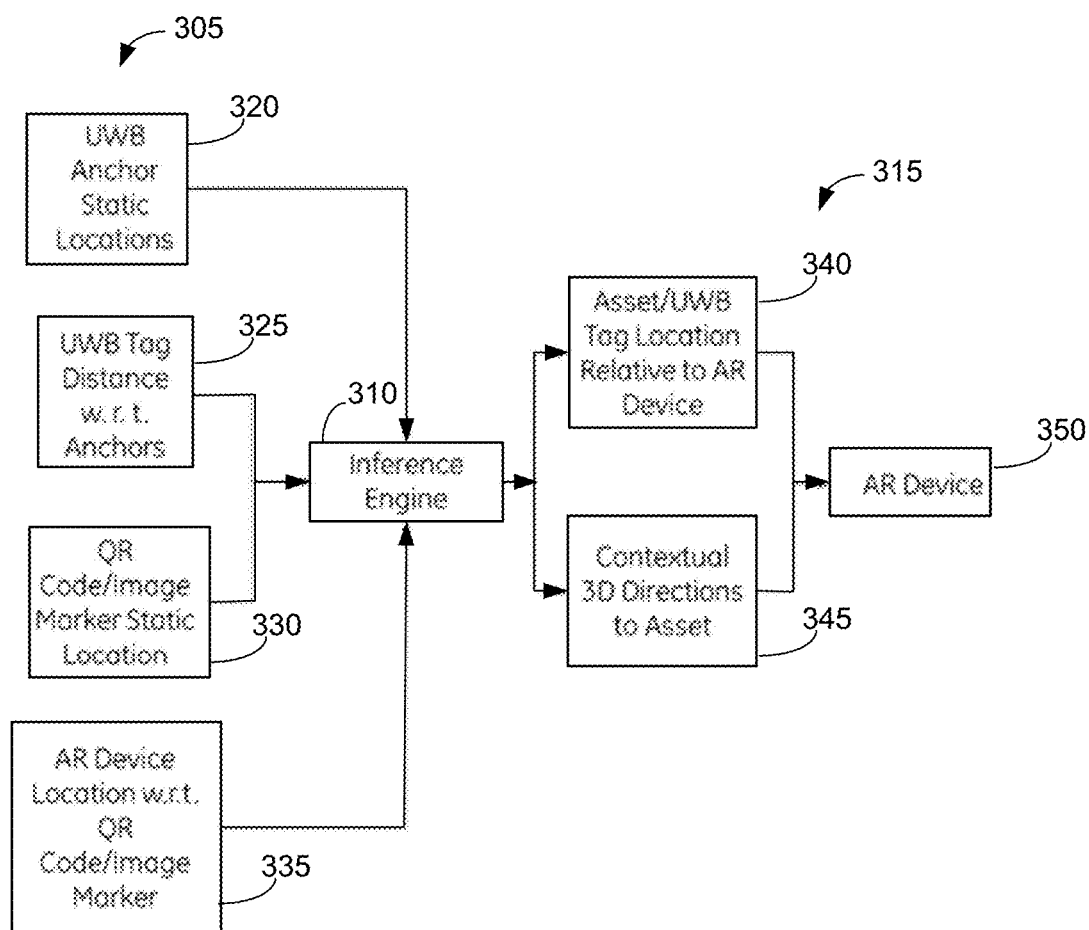 305
320
UWB
Anchor
Static
Locations
315
325
UWB Tag
Distance
w. r. t.
Anchors
340
Asset/UWB
Tag Location
Relative to AR
Device
310
Inference
Engine
350
AR Device
QR
Code/Image
Marker Static
Location
330
Contextual
3D Directions
to Asset
345
AR Device
Location w.r.t.
QR
Code/Image
Marker
335